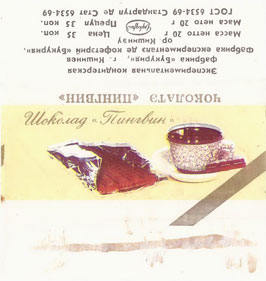 ЧОКОЛАТЭ «ПИНГВИН»
Экспериментальная кондитерская
фабрика «Букурия», г. Кишинев
Фабрика експериментала де кофетэрий «Букурия»,
ор. Кишинэу
Масса нетто 20 г Маса нето 20 г
Цена 35 коп. Прецул 35 коп.
ГОСТ 6534-69 Стандартул де Стат 6534-69
Шоколад «Пингвин»